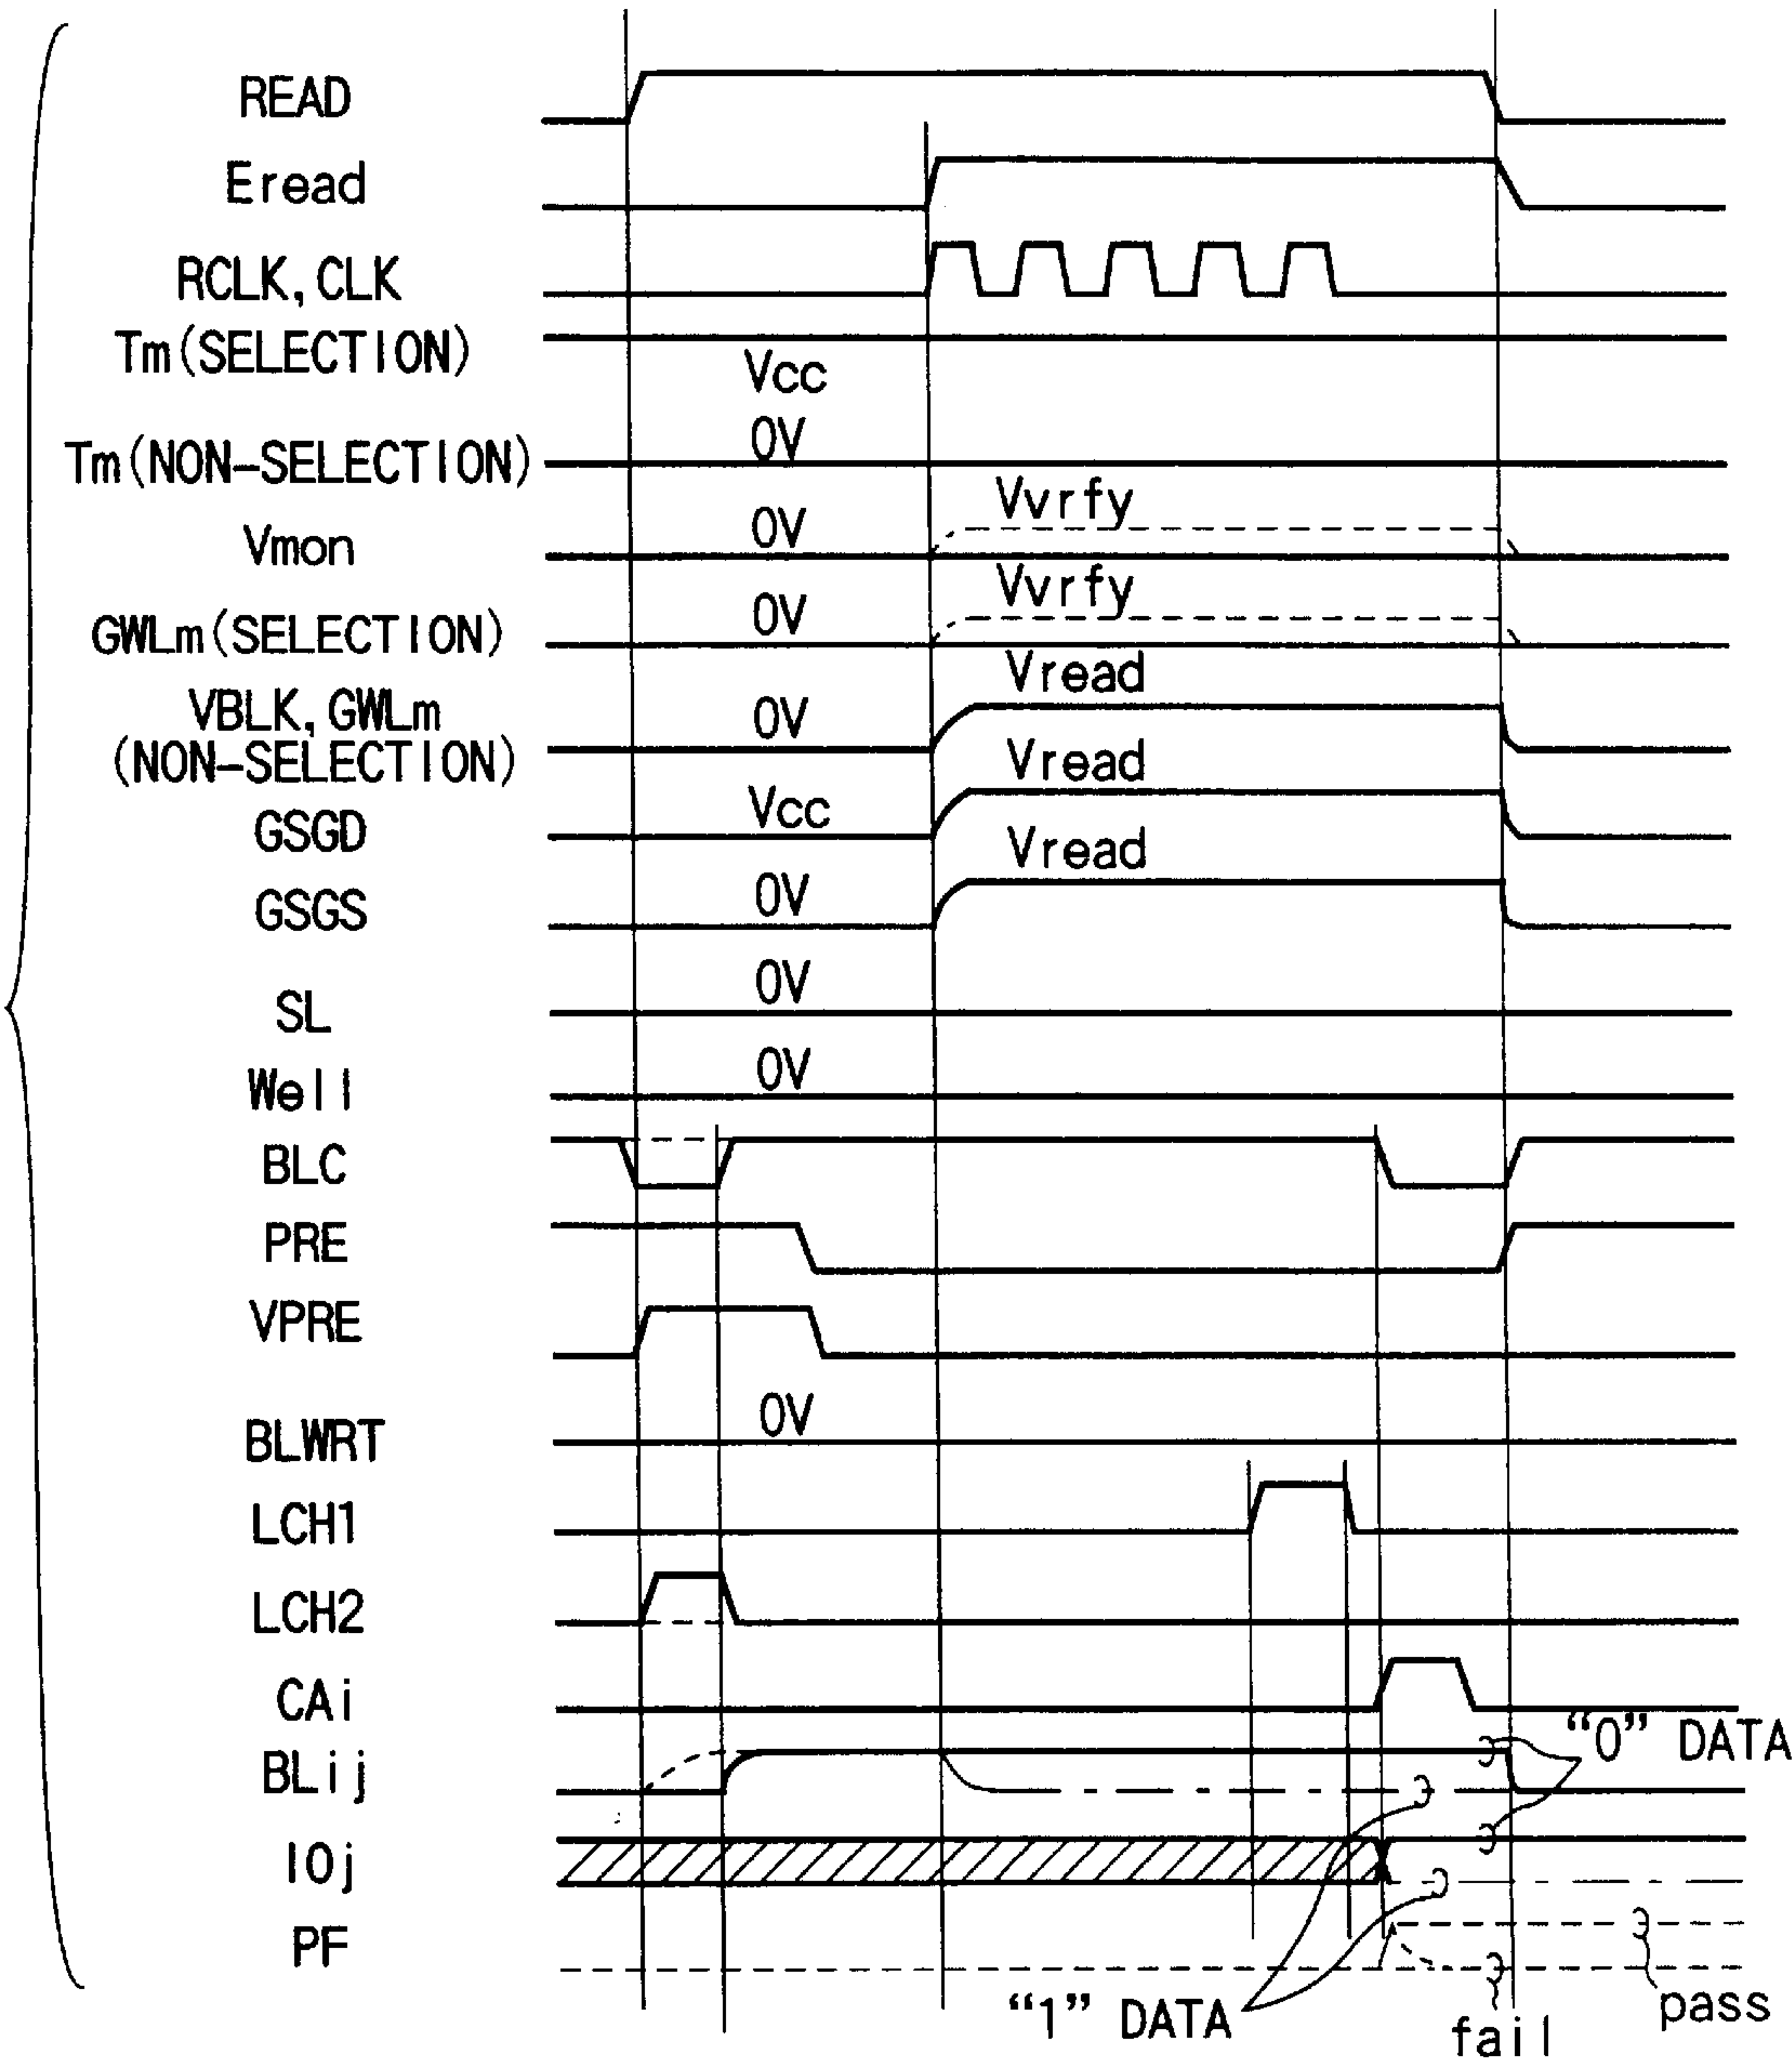 READ
Eread
RCLK, CLK
Tm(SELECTION)
Vcc
0V
Tm(NON-SELECTION)
Vvrfy
0V
Vmon
Vvrfy
0V
GWLm(SELECTION)
Vread
VBLK, GWLm
0V
(NON-SELECTION)
Vread
Vcc
GSGD
Vread
0V
GSGS
0V
SL
0V
Well
BLC
PRE
VPRE
0V
BLWRT
LCH1
LCH2
CAi
“0” DATA
BLij
IOj
PF
pass
“1” DATA
fail